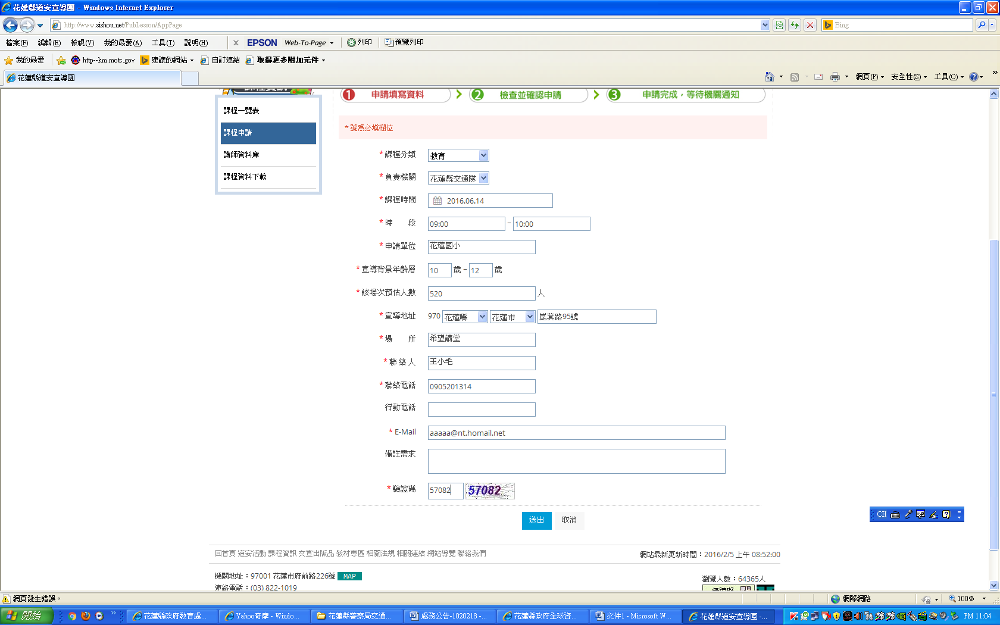 花蓮縣道安宣導團 - Windows Internet Explorer
http://www.sishou.net/PubLesson/AppPage
Bing
檔案(F) 編輯(E) 檢視(V) 我的最愛(A) 工具(T) 說明(H) x EPSON Web-To-Page 列印 預覽列印
我的最愛 http--km.motc.gov 建議的網站 自訂連結 取得更多附加元件
花蓮縣道安宣導團 網頁(P) 安全性(S) 工具(O) »
1 申請填寫資料 2 檢查並確認申請 3 申請完成,等待機關通知
課程一覽表
課程申請
講師資料庫
課程資料下載
* 號為必填欄位
* 課程分類 教育
* 負責機關 花蓮縣交通隊
* 課程時間 2016.06.14
* 時 段 09:00 - 10:00
* 申請單位 花蓮國小
* 宣導背景年齡層 10 歲 - 12 歲
* 該場次預估人數 520 人
* 宣導地址 970 花蓮縣 花蓮市 崑箕路95號
* 場 所 希望講堂
* 聯 絡 人 王小毛
* 聯絡電話 0905201314
行動電話
* E-Mail aaaaa@nt.homail.net
備註需求
* 驗證碼 57082 57082
送出 取消
CH
回首頁 道安活動 課程資訊 文宣出版品 教材專區 相關法規 相關連結 網站導覽 聯絡我們
網站最新更新時間:2016/2/5 上午 08:52:00
機關地址:97001 花蓮市府前路226號 MAP
瀏覽人數:64365人
連絡電話:(03) 822-1019
網頁發生錯誤。 網際網路 100%
開始 » 花蓮縣政府教育處... Yahoo奇摩 - Windo... 花蓮縣警察局交通... 處務公告-1020218 -... 花蓮縣政府全球資... 文件1 - Microsoft W... 花蓮縣道安宣導團 -... PM 11:04